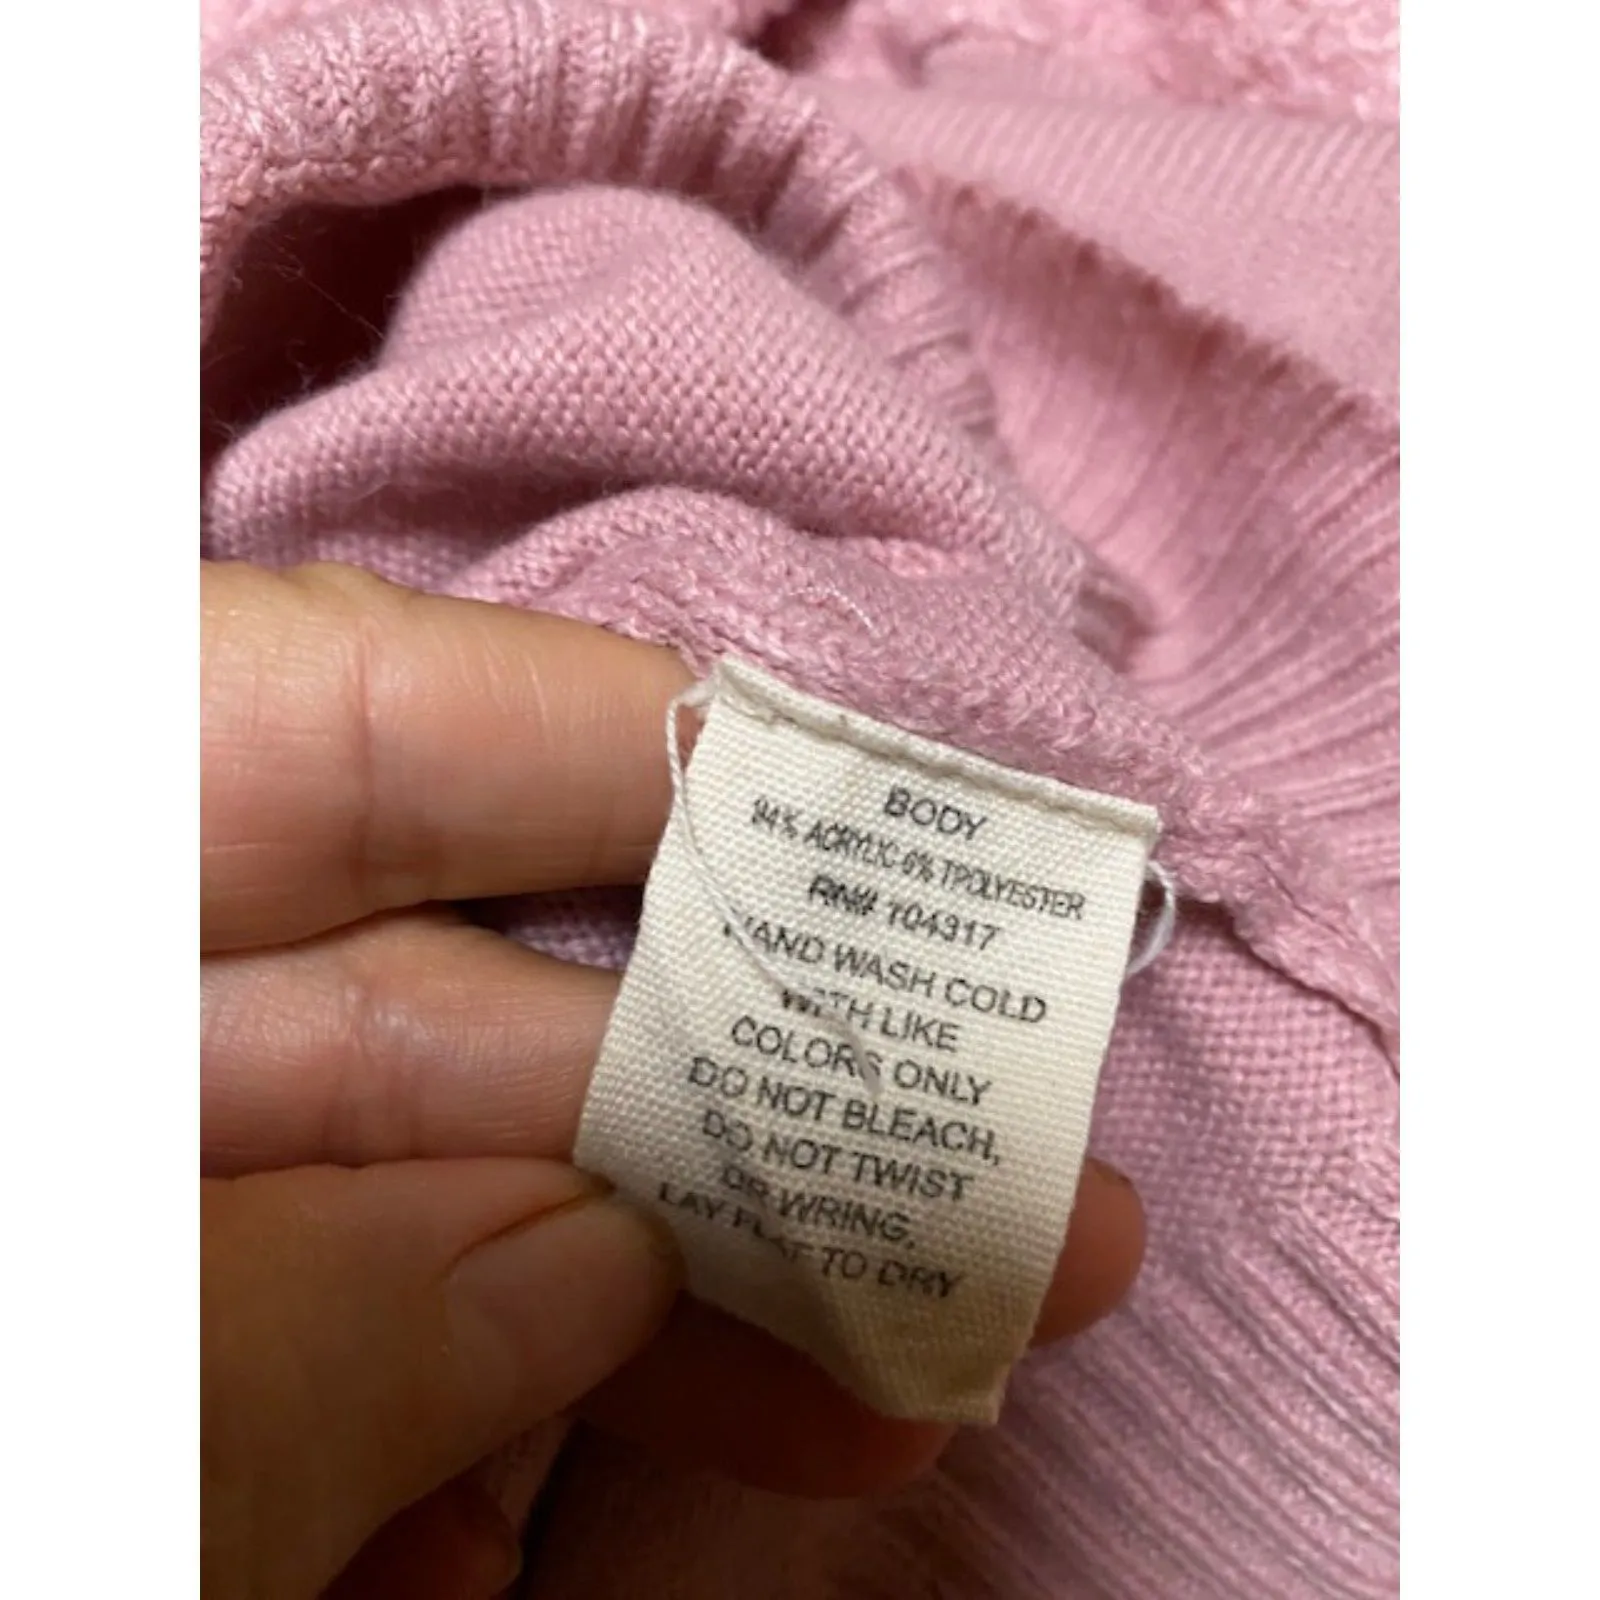 BODY
94% ACRYLIC 6% TPOLYESTER
RN# 104317
HAND WASH COLD
WITH LIKE
COLORS ONLY
DO NOT BLEACH,
DO NOT TWIST
OR WRING,
LAY FLAT TO DRY